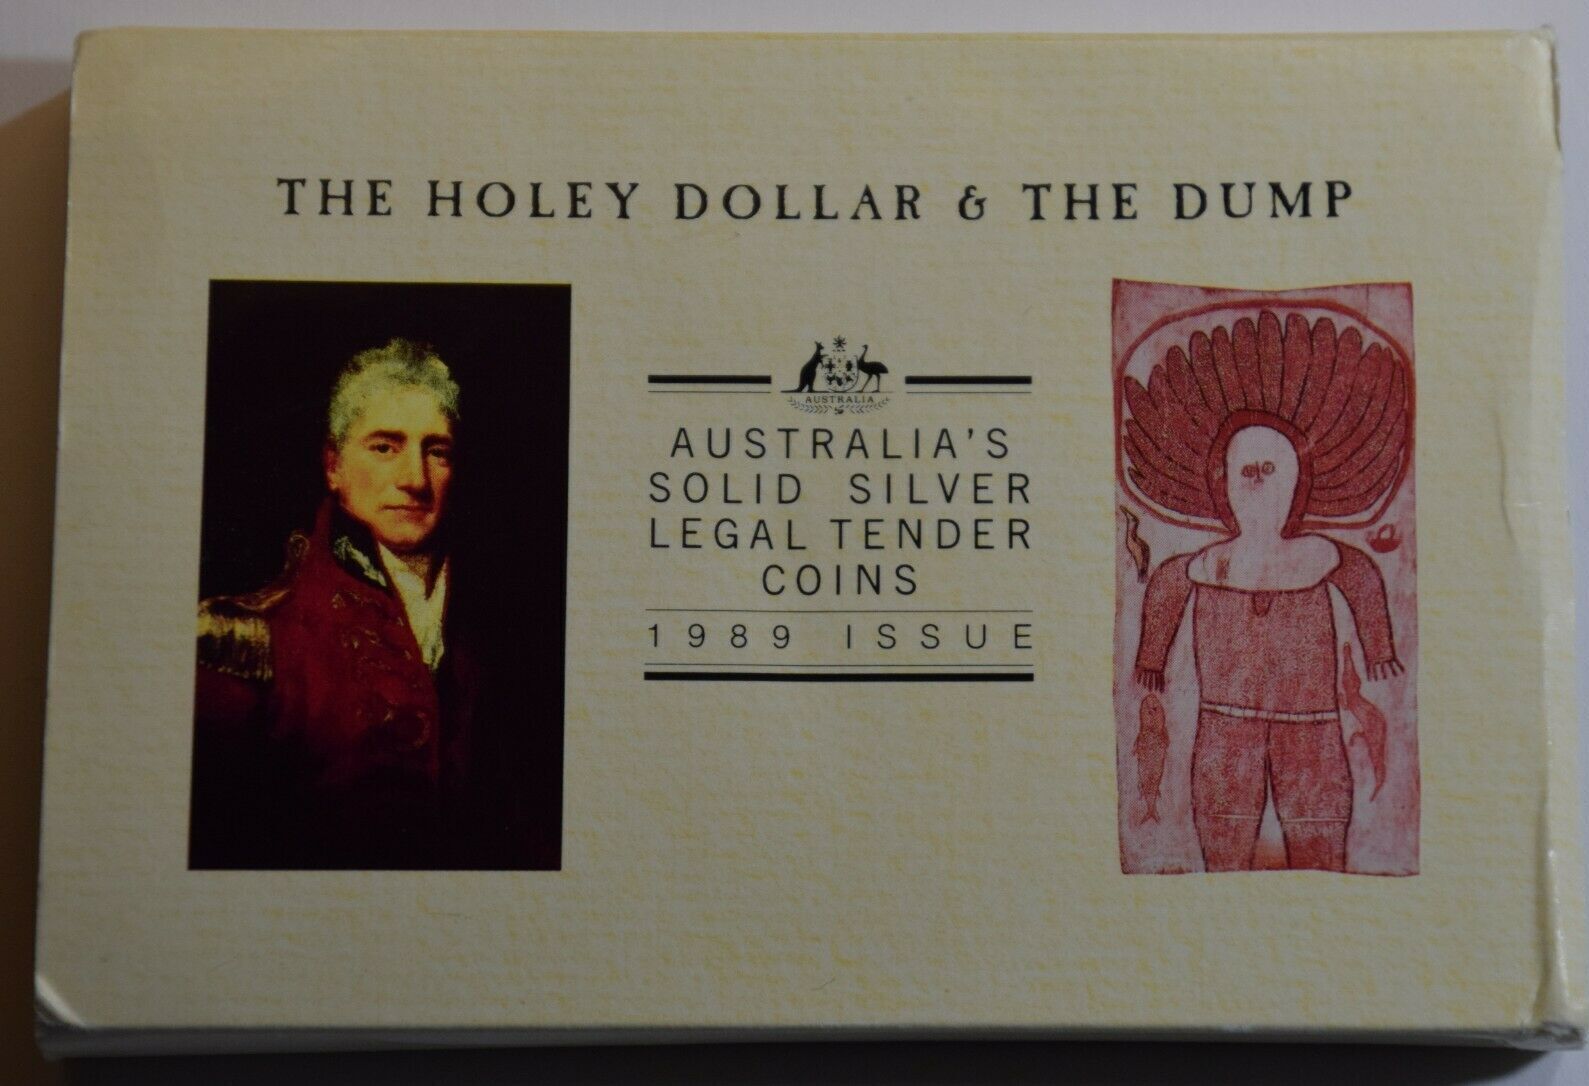 THE HOLEY DOLLAR & THE DUMP
AUSTRALIA
AUSTRALIA'S
SOLID SILVER
LEGAL TENDER
COINS
1989 ISSUE